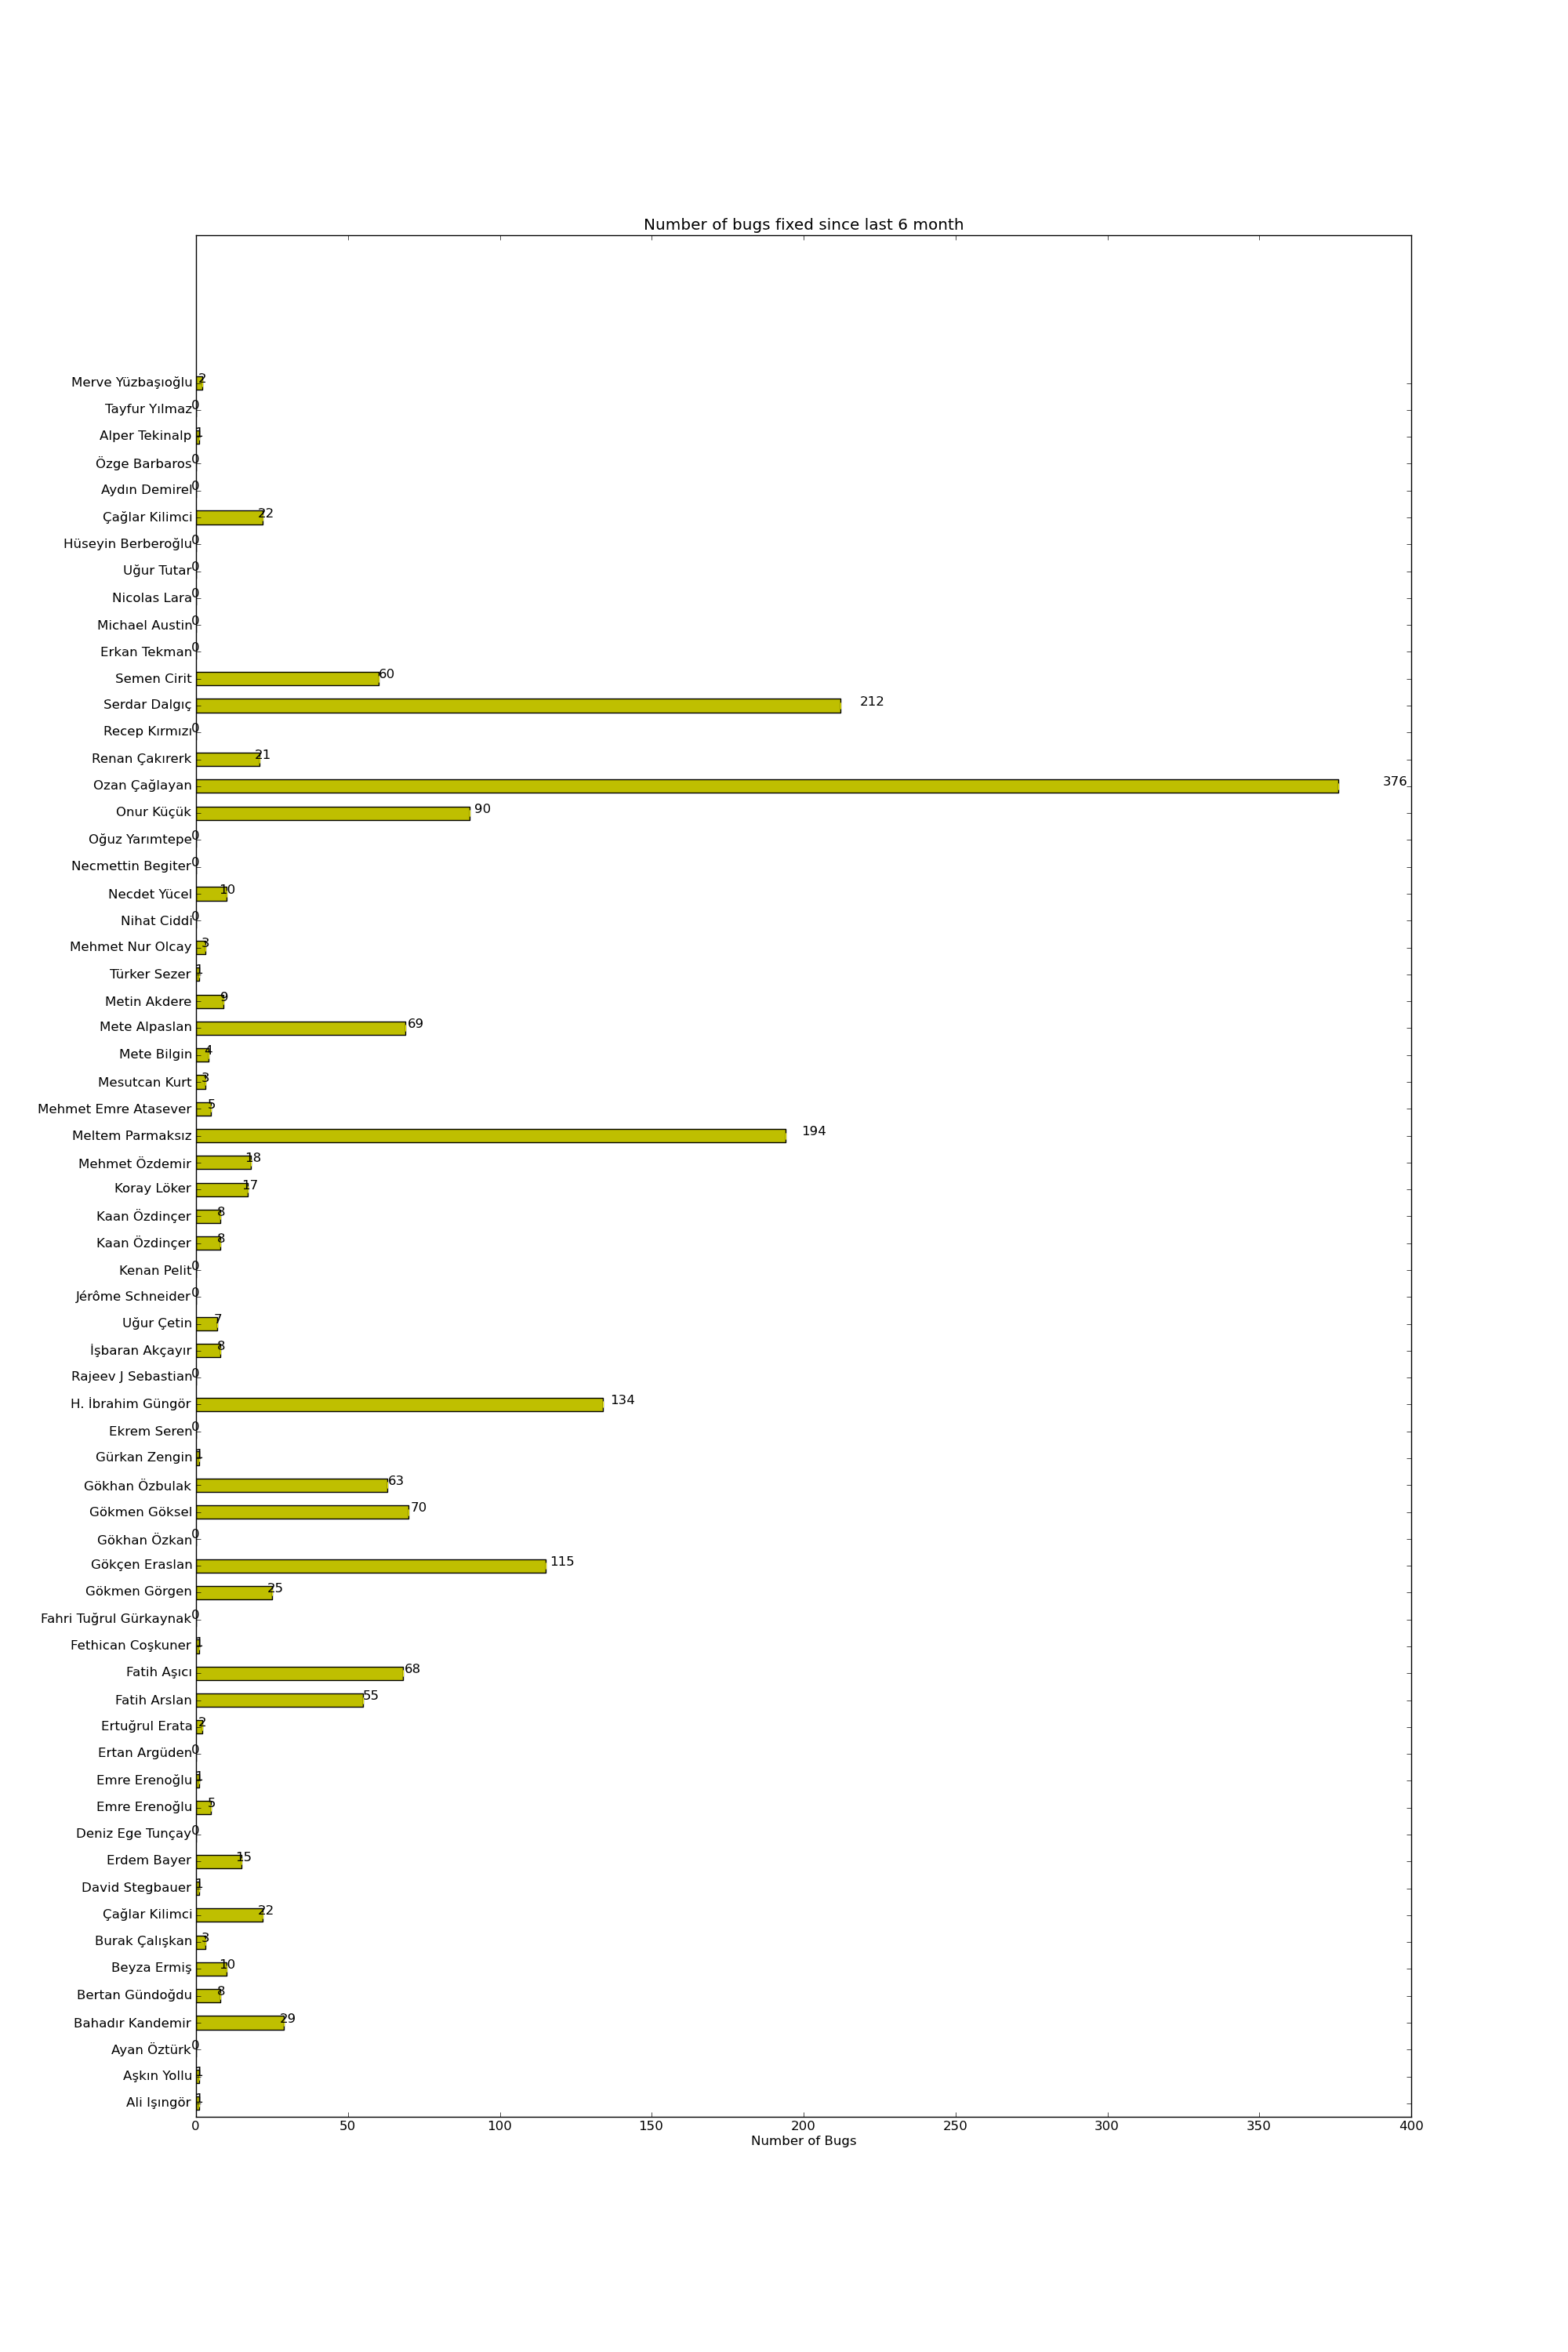 Number of bugs fixed since last 6 month
Merve Yüzbaşıoğlu 2
Tayfur Yılmaz 0
Alper Tekinalp 1
Özge Barbaros 0
Aydın Demirel 0
Çağlar Kilimci 22
Hüseyin Berberoğlu 0
Uğur Tutar 0
Nicolas Lara 0
Michael Austin 0
Erkan Tekman 0
Semen Cirit 60
Serdar Dalgıç 212
Recep Kırmızı 0
Renan Çakırerk 21
Ozan Çağlayan 376
Onur Küçük 90
Oğuz Yarımtepe 0
Necmettin Begiter 0
Necdet Yücel 10
Nihat Ciddi 0
Mehmet Nur Olcay 3
Türker Sezer 1
Metin Akdere 9
Mete Alpaslan 69
Mete Bilgin 4
Mesutcan Kurt 3
Mehmet Emre Atasever 5
Meltem Parmaksız 194
Mehmet Özdemir 18
Koray Löker 17
Kaan Özdinçer 8
Kaan Özdinçer 8
Kenan Pelit 0
Jérôme Schneider 0
Uğur Çetin 7
İşbaran Akçayır 8
Rajeev J Sebastian 0
H. İbrahim Güngör 134
Ekrem Seren 0
Gürkan Zengin 1
Gökhan Özbulak 63
Gökmen Göksel 70
Gökhan Özkan 0
Gökçen Eraslan 115
Gökmen Görgen 25
Fahri Tuğrul Gürkaynak 0
Fethican Coşkuner 1
Fatih Aşıcı 68
Fatih Arslan 55
Ertuğrul Erata 2
Ertan Argüden 0
Emre Erenoğlu 1
Emre Erenoğlu 5
Deniz Ege Tunçay 0
Erdem Bayer 15
David Stegbauer 1
Çağlar Kilimci 22
Burak Çalışkan 3
Beyza Ermiş 10
Bertan Gündoğdu 8
Bahadır Kandemir 29
Ayan Öztürk 0
Aşkın Yollu 1
Ali Işıngör 1
0 50 100 150 200 250 300 350 400
Number of Bugs